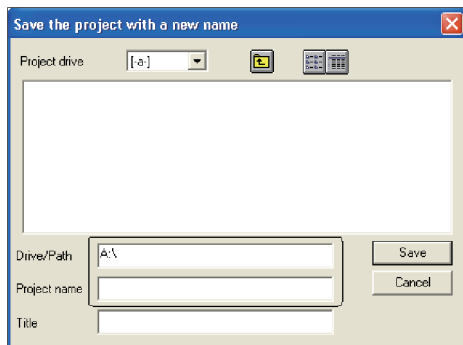 Save the project with a new name
Project drive [-a-]
Drive/Path A:\
Save
Project name
Cancel
Title